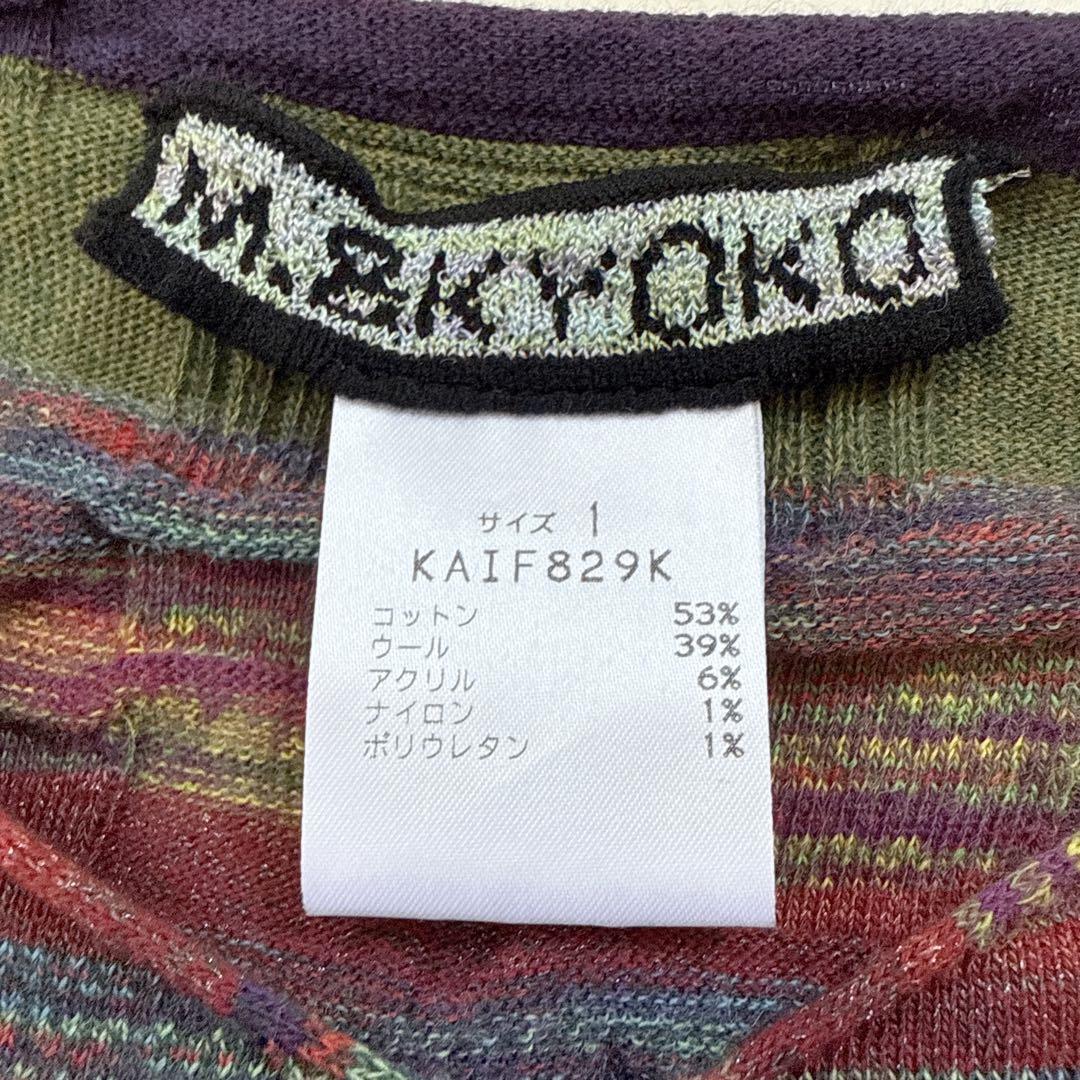 M.&KYOKO
サイズ 1
KAIF829K
コットン 53%
ウール 39%
アクリル 6%
ナイロン 1%
ポリウレタン 1%